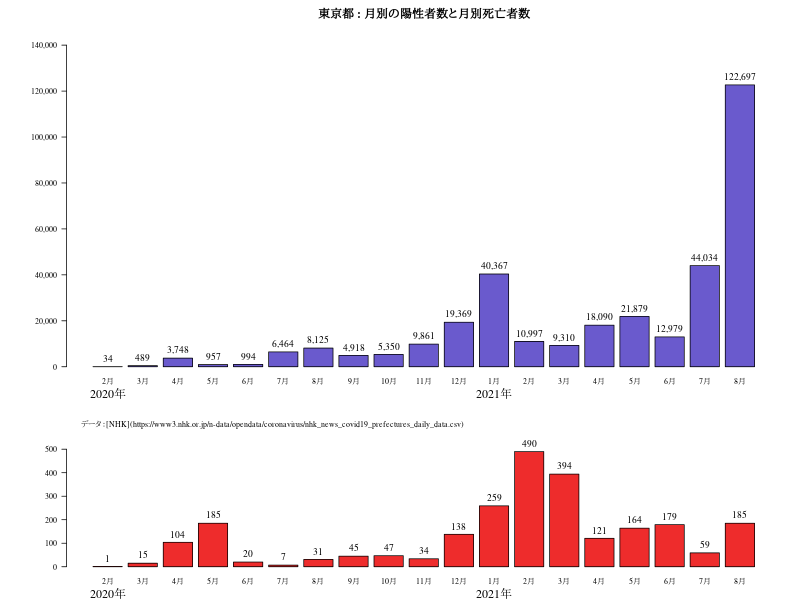 東京都 : 月別の陽性者数と月別死亡者数
140,000
120,000
100,000
80,000
60,000
40,000
20,000
0
34 489 3,748 957 994 6,464 8,125 4,918 5,350 9,861 19,369 40,367 10,997 9,310 18,090 21,879 12,979 44,034 122,697
2月 3月 4月 5月 6月 7月 8月 9月 10月 11月 12月 1月 2月 3月 4月 5月 6月 7月 8月
2020年 2021年
データ : [NHK](https://www3.nhk.or.jp/n-data/opendata/coronavirus/nhk_news_covid19_prefectures_daily_data.csv)
500
400
300
200
100
0
1 15 104 185 20 7 31 45 47 34 138 259 490 394 121 164 179 59 185
2月 3月 4月 5月 6月 7月 8月 9月 10月 11月 12月 1月 2月 3月 4月 5月 6月 7月 8月
2020年 2021年